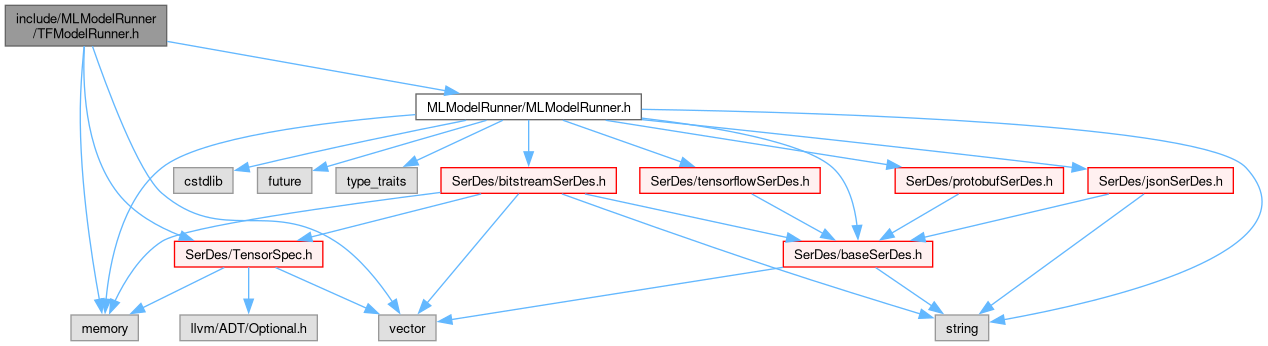 include/MLModelRunner
/TFModelRunner.h
MLModelRunner/MLModelRunner.h
cstdlib
future
type_traits
SerDes/bitstreamSerDes.h
SerDes/tensorflowSerDes.h
SerDes/protobufSerDes.h
SerDes/jsonSerDes.h
SerDes/TensorSpec.h
SerDes/baseSerDes.h
memory
llvm/ADT/Optional.h
vector
string